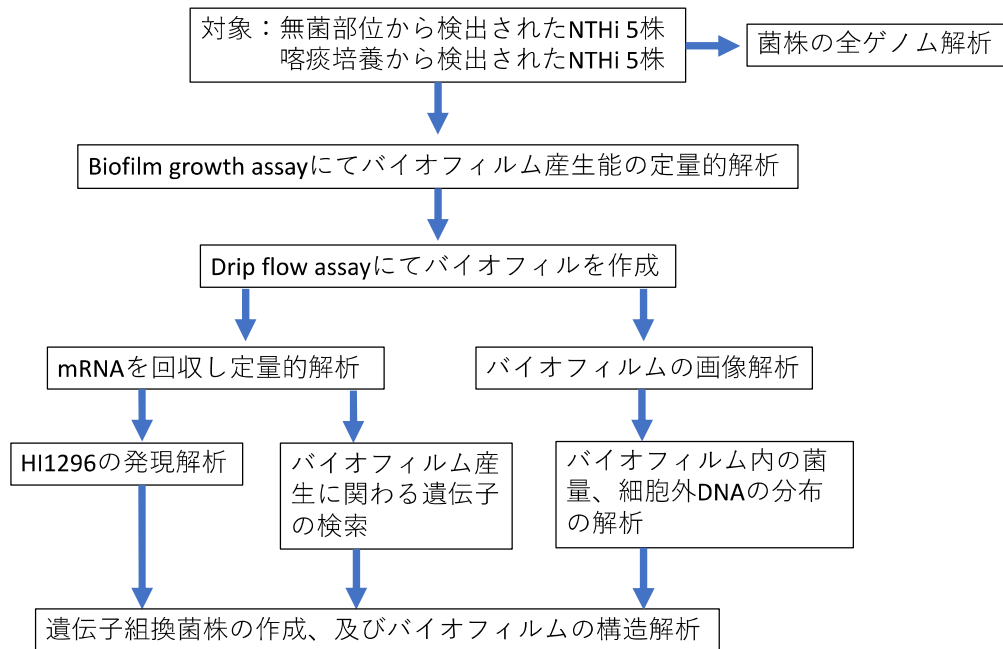 対象：無菌部位から検出されたNTHi 5株
喀痰培養から検出されたNTHi 5株
菌株の全ゲノム解析
Biofilm growth assayにてバイオフィルム産生能の定量的解析
Drip flow assayにてバイオフィルを作成
mRNAを回収し定量的解析
バイオフィルムの画像解析
HI1296の発現解析
バイオフィルム産
生に関わる遺伝子
の検索
バイオフィルム内の菌
量、細胞外DNAの分布
の解析
遺伝子組換菌株の作成、及びバイオフィルムの構造解析